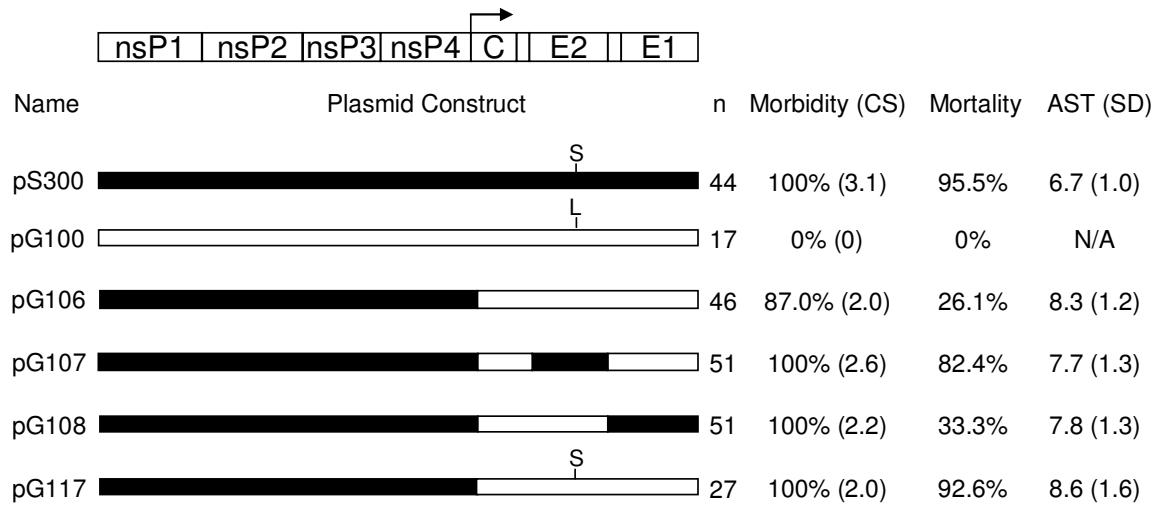 nsP1 nsP2 nsP3 nsP4 C E2 E1
Name Plasmid Construct n Morbidity (CS) Mortality AST (SD)
S
pS300 44 100% (3.1) 95.5% 6.7 (1.0)
L
pG100 17 0% (0) 0% N/A
pG106 46 87.0% (2.0) 26.1% 8.3 (1.2)
pG107 51 100% (2.6) 82.4% 7.7 (1.3)
pG108 51 100% (2.2) 33.3% 7.8 (1.3)
S
pG117 27 100% (2.0) 92.6% 8.6 (1.6)